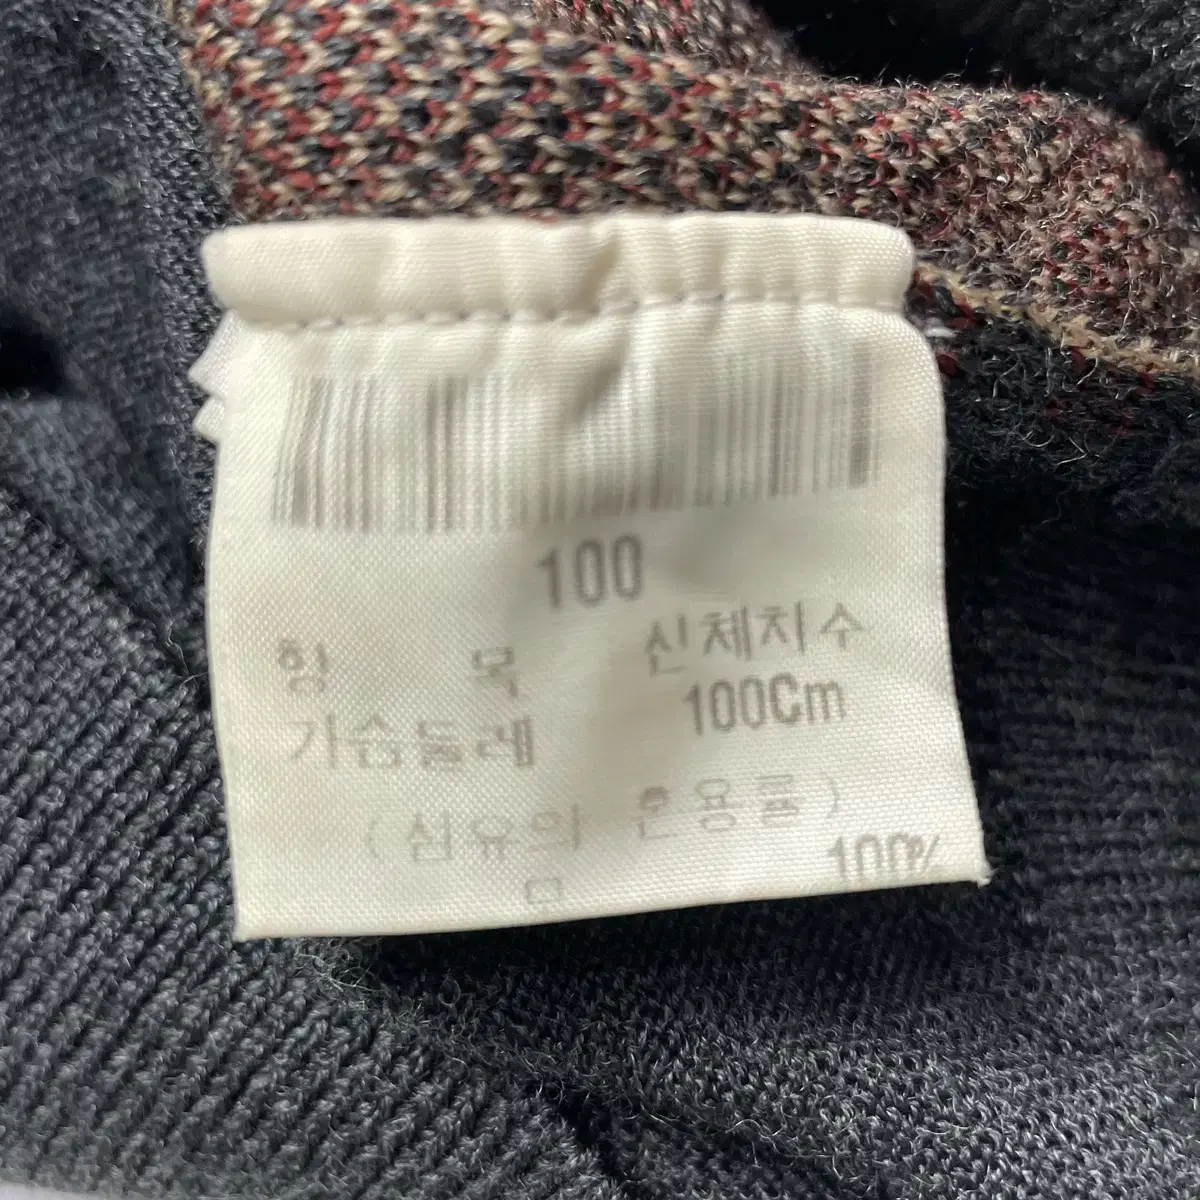 100
항 목 신체치수
가슴둘레 100Cm
(섬유의 혼용률)
100%